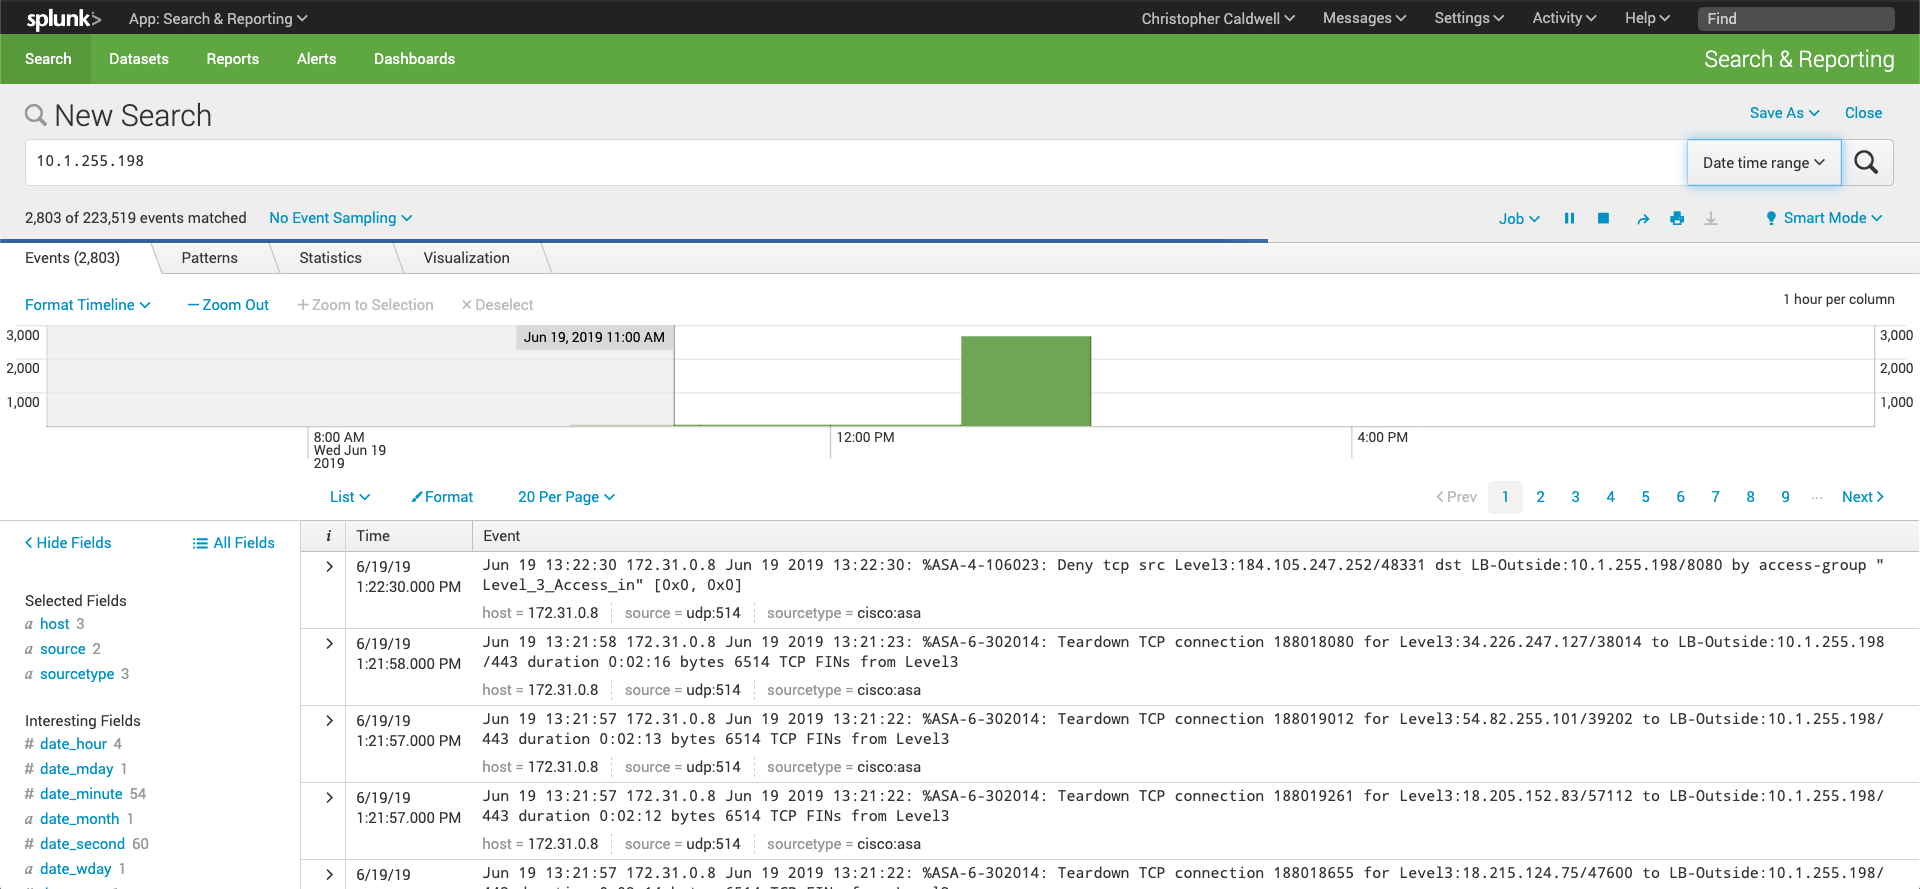 splunk> App: Search & Reporting Christopher Caldwell Messages Settings Activity Help Find
Search Datasets Reports Alerts Dashboards Search & Reporting
New Search Save As Close
10.1.255.198 Date time range
2,803 of 223,519 events matched No Event Sampling Job Smart Mode
Events (2,803) Patterns Statistics Visualization
Format Timeline — Zoom Out + Zoom to Selection × Deselect 1 hour per column
3,000 Jun 19, 2019 11:00 AM 3,000
2,000 2,000
1,000 1,000
8:00 AM 12:00 PM 4:00 PM
Wed Jun 19
2019
List Format 20 Per Page < Prev 1 2 3 4 5 6 7 8 9 ... Next >
< Hide Fields All Fields
i Time Event
Selected Fields
a host 3
a source 2
a sourcetype 3
Interesting Fields
# date_hour 4
# date_mday 1
# date_minute 54
a date_month 1
# date_second 60
a date_wday 1
> 6/19/19 1:22:30.000 PM
Jun 19 13:22:30 172.31.0.8 Jun 19 2019 13:22:30: %ASA-4-106023: Deny tcp src Level3:184.105.247.252/48331 dst LB-Outside:10.1.255.198/8080 by access-group "
Level_3_Access_in" [0x0, 0x0]
host = 172.31.0.8 source = udp:514 sourcetype = cisco:asa
> 6/19/19 1:21:58.000 PM
Jun 19 13:21:58 172.31.0.8 Jun 19 2019 13:21:23: %ASA-6-302014: Teardown TCP connection 188018080 for Level3:34.226.247.127/38014 to LB-Outside:10.1.255.198
/443 duration 0:02:16 bytes 6514 TCP FINs from Level3
host = 172.31.0.8 source = udp:514 sourcetype = cisco:asa
> 6/19/19 1:21:57.000 PM
Jun 19 13:21:57 172.31.0.8 Jun 19 2019 13:21:22: %ASA-6-302014: Teardown TCP connection 188019012 for Level3:54.82.255.101/39202 to LB-Outside:10.1.255.198/
443 duration 0:02:13 bytes 6514 TCP FINs from Level3
host = 172.31.0.8 source = udp:514 sourcetype = cisco:asa
> 6/19/19 1:21:57.000 PM
Jun 19 13:21:57 172.31.0.8 Jun 19 2019 13:21:22: %ASA-6-302014: Teardown TCP connection 188019261 for Level3:18.205.152.83/57112 to LB-Outside:10.1.255.198/
443 duration 0:02:12 bytes 6514 TCP FINs from Level3
host = 172.31.0.8 source = udp:514 sourcetype = cisco:asa
> 6/19/19
Jun 19 13:21:57 172.31.0.8 Jun 19 2019 13:21:22: %ASA-6-302014: Teardown TCP connection 188018655 for Level3:18.215.124.75/47600 to LB-Outside:10.1.255.198/